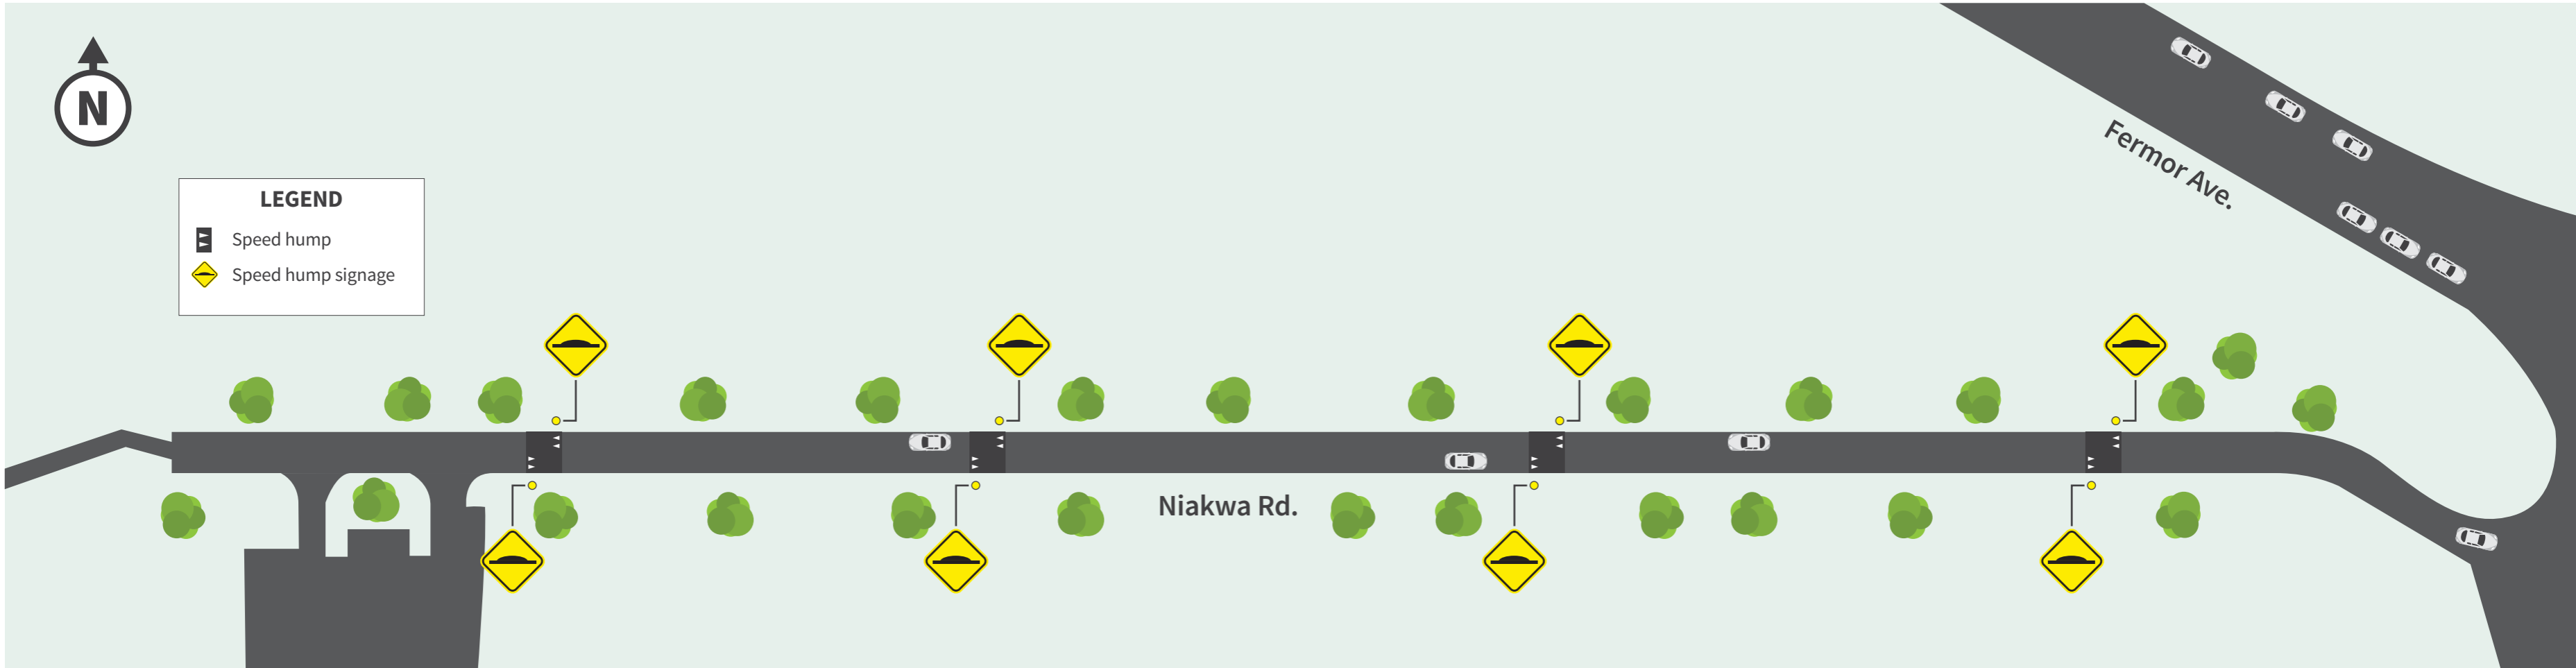 N
LEGEND
Speed hump
Speed hump signage
Fermor Ave.
Niakwa Rd.